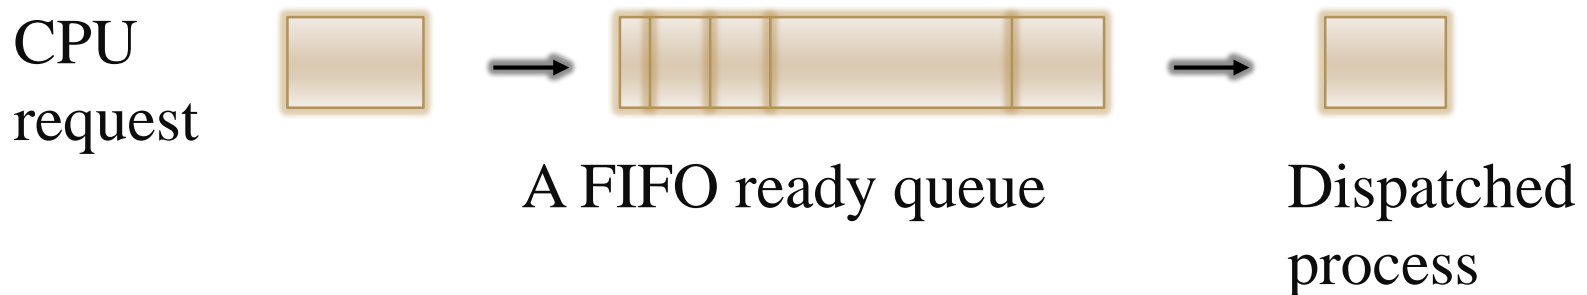 CPU
request
A FIFO ready queue
Dispatched
process